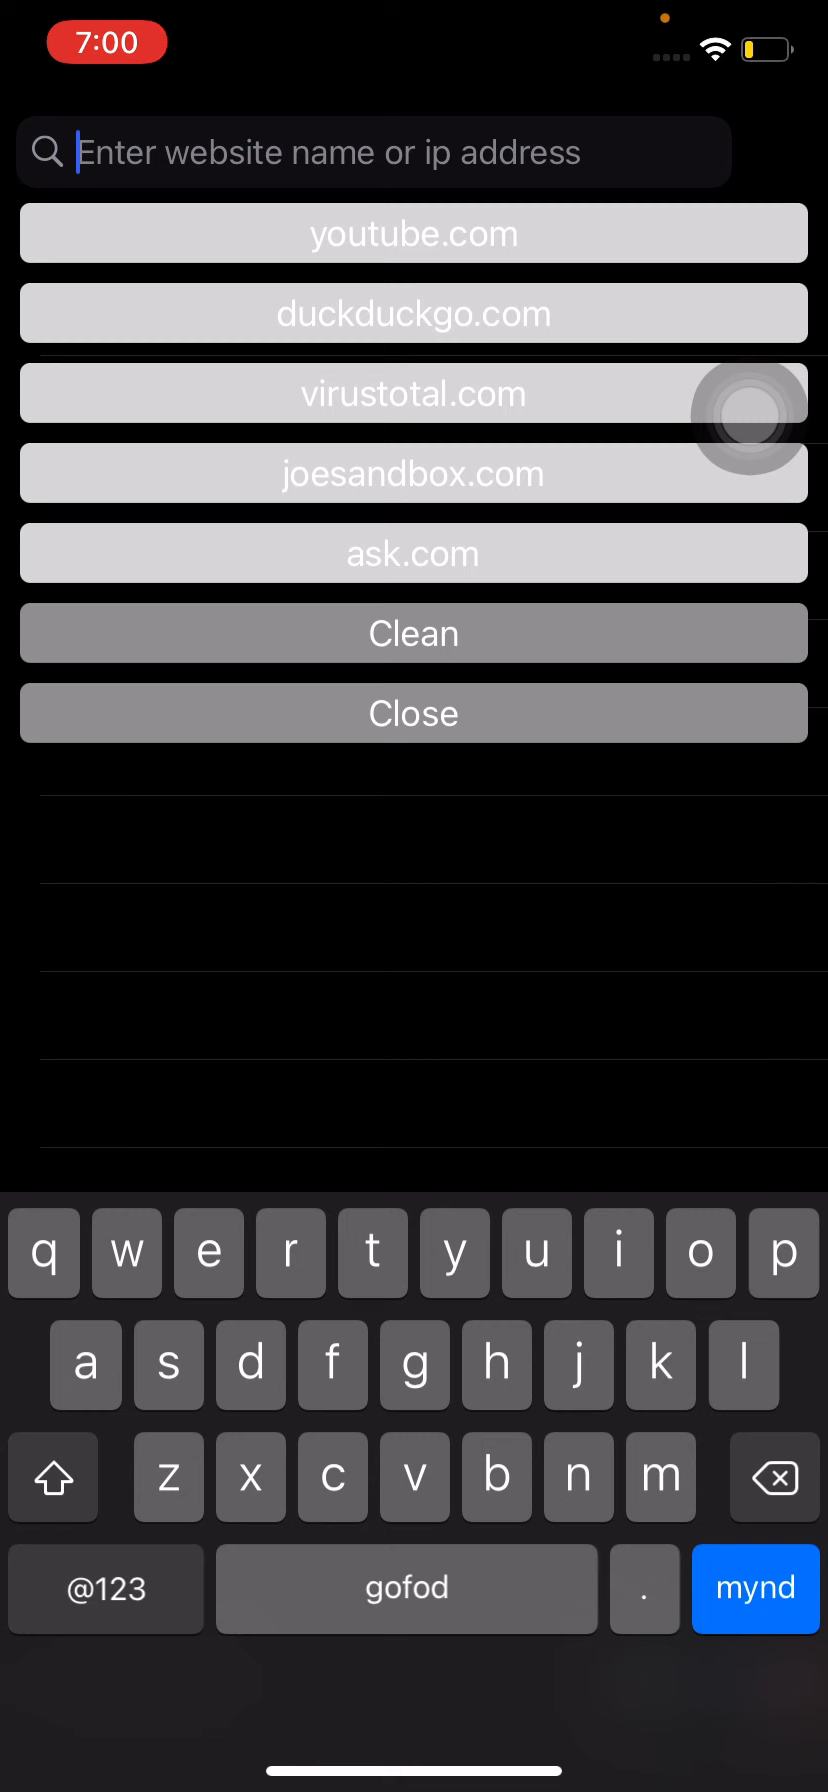 7:00
Enter website name or ip address
youtube.com
duckduckgo.com
virustotal.com
joesandbox.com
ask.com
Clean
Close
q w e r t y u i o p
a s d f g h j k l
z x c v b n m
@123 gofod . mynd